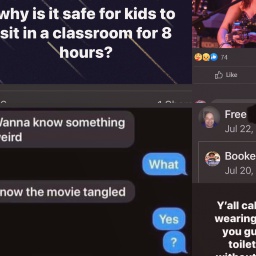 why is it safe for kids to
sit in a classroom for 8
hours?
74
Like
Wanna know something
weird
What
now the movie tangled
Yes
?
Free
Jul 22,
Booke
Jul 20,
Y'all cal
wearing
you gu
toilet